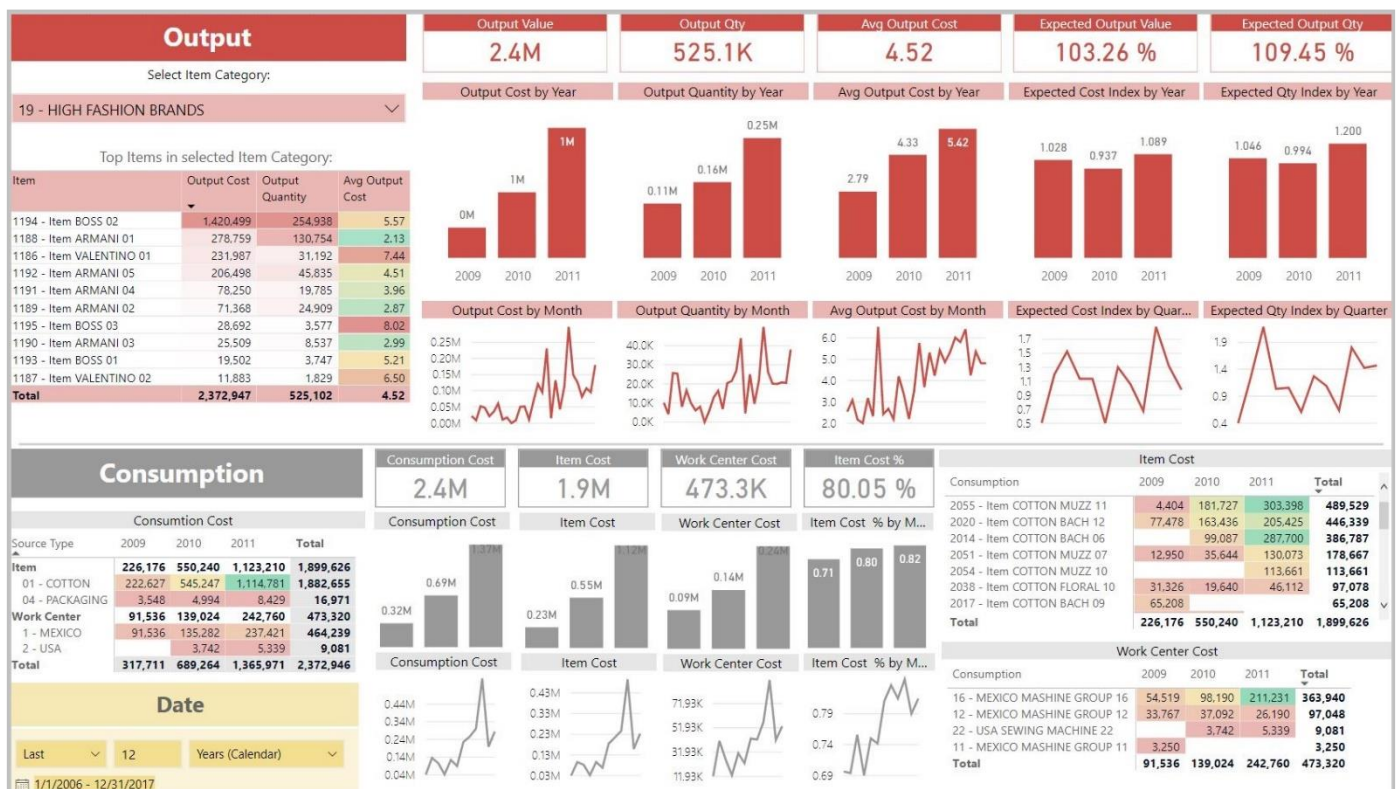 Output
Select Item Category:
19 - HIGH FASHION BRANDS
Top Items in selected Item Category:
Item Output Cost Output Quantity Avg Output Cost
1194 - Item BOSS 02 1,420,499 254,938 5.57
1188 - Item ARMANI 01 278,759 130,754 2.13
1186 - Item VALENTINO 01 231,987 31,192 7.44
1192 - Item ARMANI 05 206,498 45,835 4.51
1191 - Item ARMANI 04 78,250 19,785 3.96
1189 - Item ARMANI 02 71,368 24,909 2.87
1195 - Item BOSS 03 28,692 3,577 8.02
1190 - Item ARMANI 03 25,509 8,537 2.99
1193 - Item BOSS 01 19,502 3,747 5.21
1187 - Item VALENTINO 02 11,883 1,829 6.50
Total 2,372,947 525,102 4.52
Output Value
2.4M
Output Qty
525.1K
Avg Output Cost
4.52
Expected Output Value
103.26 %
Expected Output Qty
109.45 %
Output Cost by Year
0M 1M 1M
2009 2010 2011
Output Quantity by Year
0.11M 0.16M 0.25M
2009 2010 2011
Avg Output Cost by Year
2.79 4.33 5.42
2009 2010 2011
Expected Cost Index by Year
1.028 0.937 1.089
2009 2010 2011
Expected Qty Index by Year
1.046 0.994 1.200
2009 2010 2011
Output Cost by Month
0.25M
0.20M
0.15M
0.10M
0.05M
0.00M
Output Quantity by Month
40.0K
30.0K
20.0K
10.0K
0.0K
Avg Output Cost by Month
6.0
5.0
4.0
3.0
2.0
Expected Cost Index by Quar...
1.7
1.5
1.3
1.1
0.9
0.7
0.5
Expected Qty Index by Quarter
1.9
1.4
0.9
0.4
Consumption
Consumtion Cost
Source Type 2009 2010 2011 Total
Item 226,176 550,240 1,123,210 1,899,626
01 - COTTON 222,627 545,247 1,114,781 1,882,655
04 - PACKAGING 3,548 4,994 8,429 16,971
Work Center 91,536 139,024 242,760 473,320
1 - MEXICO 91,536 135,282 237,421 464,239
2 - USA 3,742 5,339 9,081
Total 317,711 689,264 1,365,971 2,372,946
Date
Last 12 Years (Calendar)
1/1/2006 - 12/31/2017
Consumption Cost
2.4M
Item Cost
1.9M
Work Center Cost
473.3K
Item Cost %
80.05 %
Consumption Cost
0.32M 0.69M 1.37M
Item Cost
0.23M 0.55M 1.12M
Work Center Cost
0.09M 0.14M 0.24M
Item Cost % by M...
0.71 0.80 0.82
Consumption Cost
0.44M
0.34M
0.24M
0.14M
0.04M
Item Cost
0.43M
0.33M
0.23M
0.13M
0.03M
Work Center Cost
71.93K
51.93K
31.93K
11.93K
Item Cost % by M...
0.79
0.74
0.69
Item Cost
Consumption 2009 2010 2011 Total
2055 - Item COTTON MUZZ 11 4,404 181,727 303,398 489,529
2020 - Item COTTON BACH 12 77,478 163,436 205,425 446,339
2014 - Item COTTON BACH 06 99,087 287,700 386,787
2051 - Item COTTON MUZZ 07 12,950 35,644 130,073 178,667
2054 - Item COTTON MUZZ 10 113,661 113,661
2038 - Item COTTON FLORAL 10 31,326 19,640 46,112 97,078
2017 - Item COTTON BACH 09 65,208 65,208
Total 226,176 550,240 1,123,210 1,899,626
Work Center Cost
Consumption 2009 2010 2011 Total
16 - MEXICO MASHINE GROUP 16 54,519 98,190 211,231 363,940
12 - MEXICO MASHINE GROUP 12 33,767 37,092 26,190 97,048
22 - USA SEWING MACHINE 22 3,742 5,339 9,081
11 - MEXICO MASHINE GROUP 11 3,250 3,250
Total 91,536 139,024 242,760 473,320